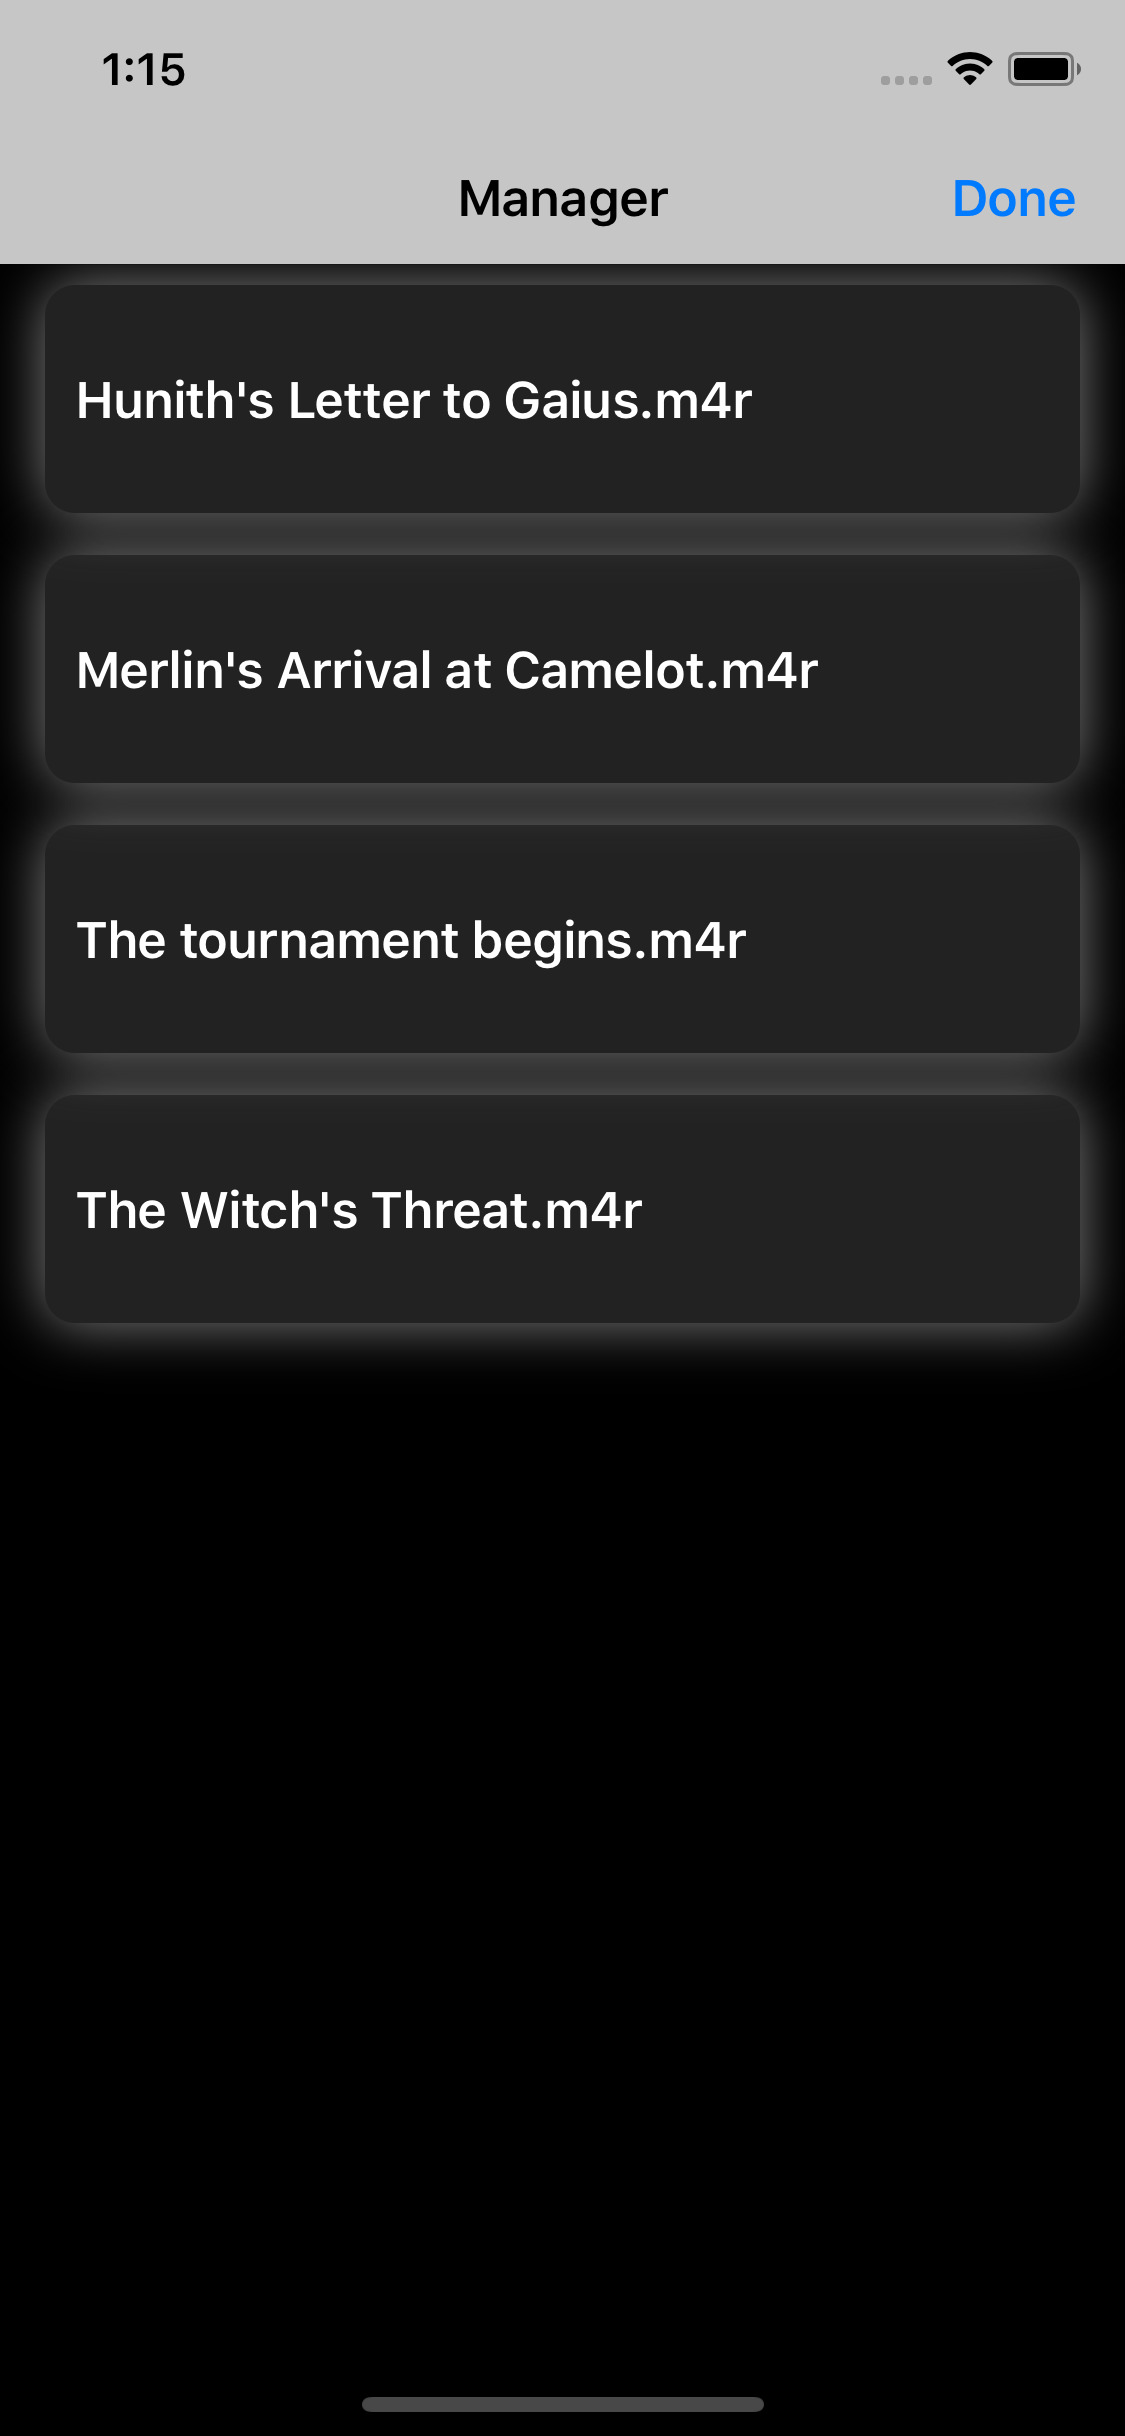 1:15
Manager
Done
Hunith's Letter to Gaius.m4r
Merlin's Arrival at Camelot.m4r
The tournament begins.m4r
The Witch's Threat.m4r